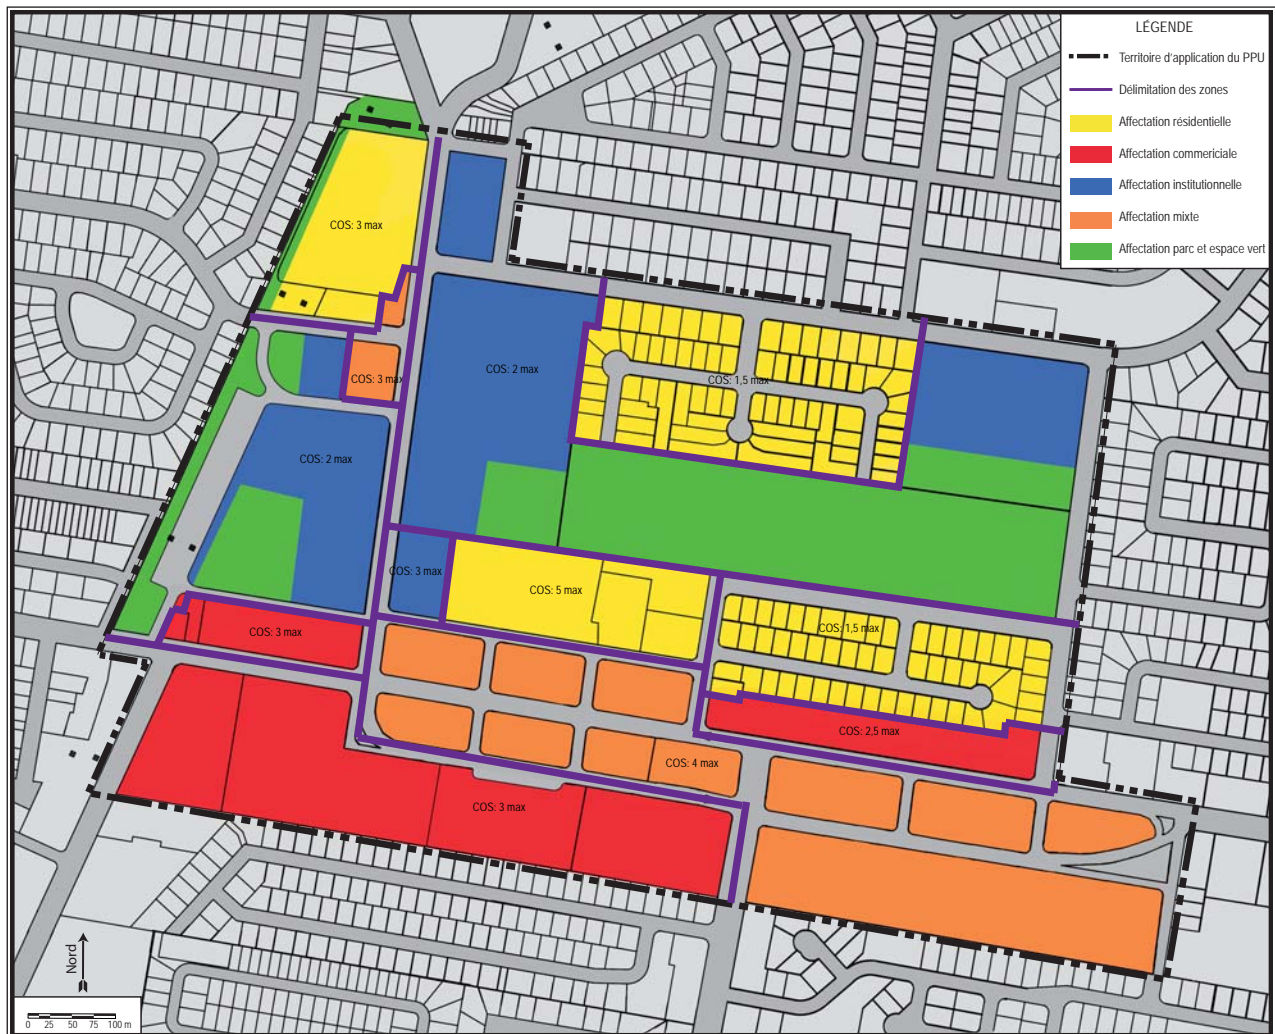 LÉGENDE
Territoire d'application du PPU
Délimitation des zones
Affectation résidentielle
Affectation commericiale
Affectation institutionnelle
Affectation mixte
Affectation parc et espace vert
COS: 3 max
COS: 2 max
COS: 3 max
COS: 1,5 max
COS: 2 max
COS: 3 max
COS: 5 max
COS: 3 max
COS: 1,5 max
COS: 2,5 max
COS: 4 max
COS: 3 max
Nord
0 25 50 75 100 m